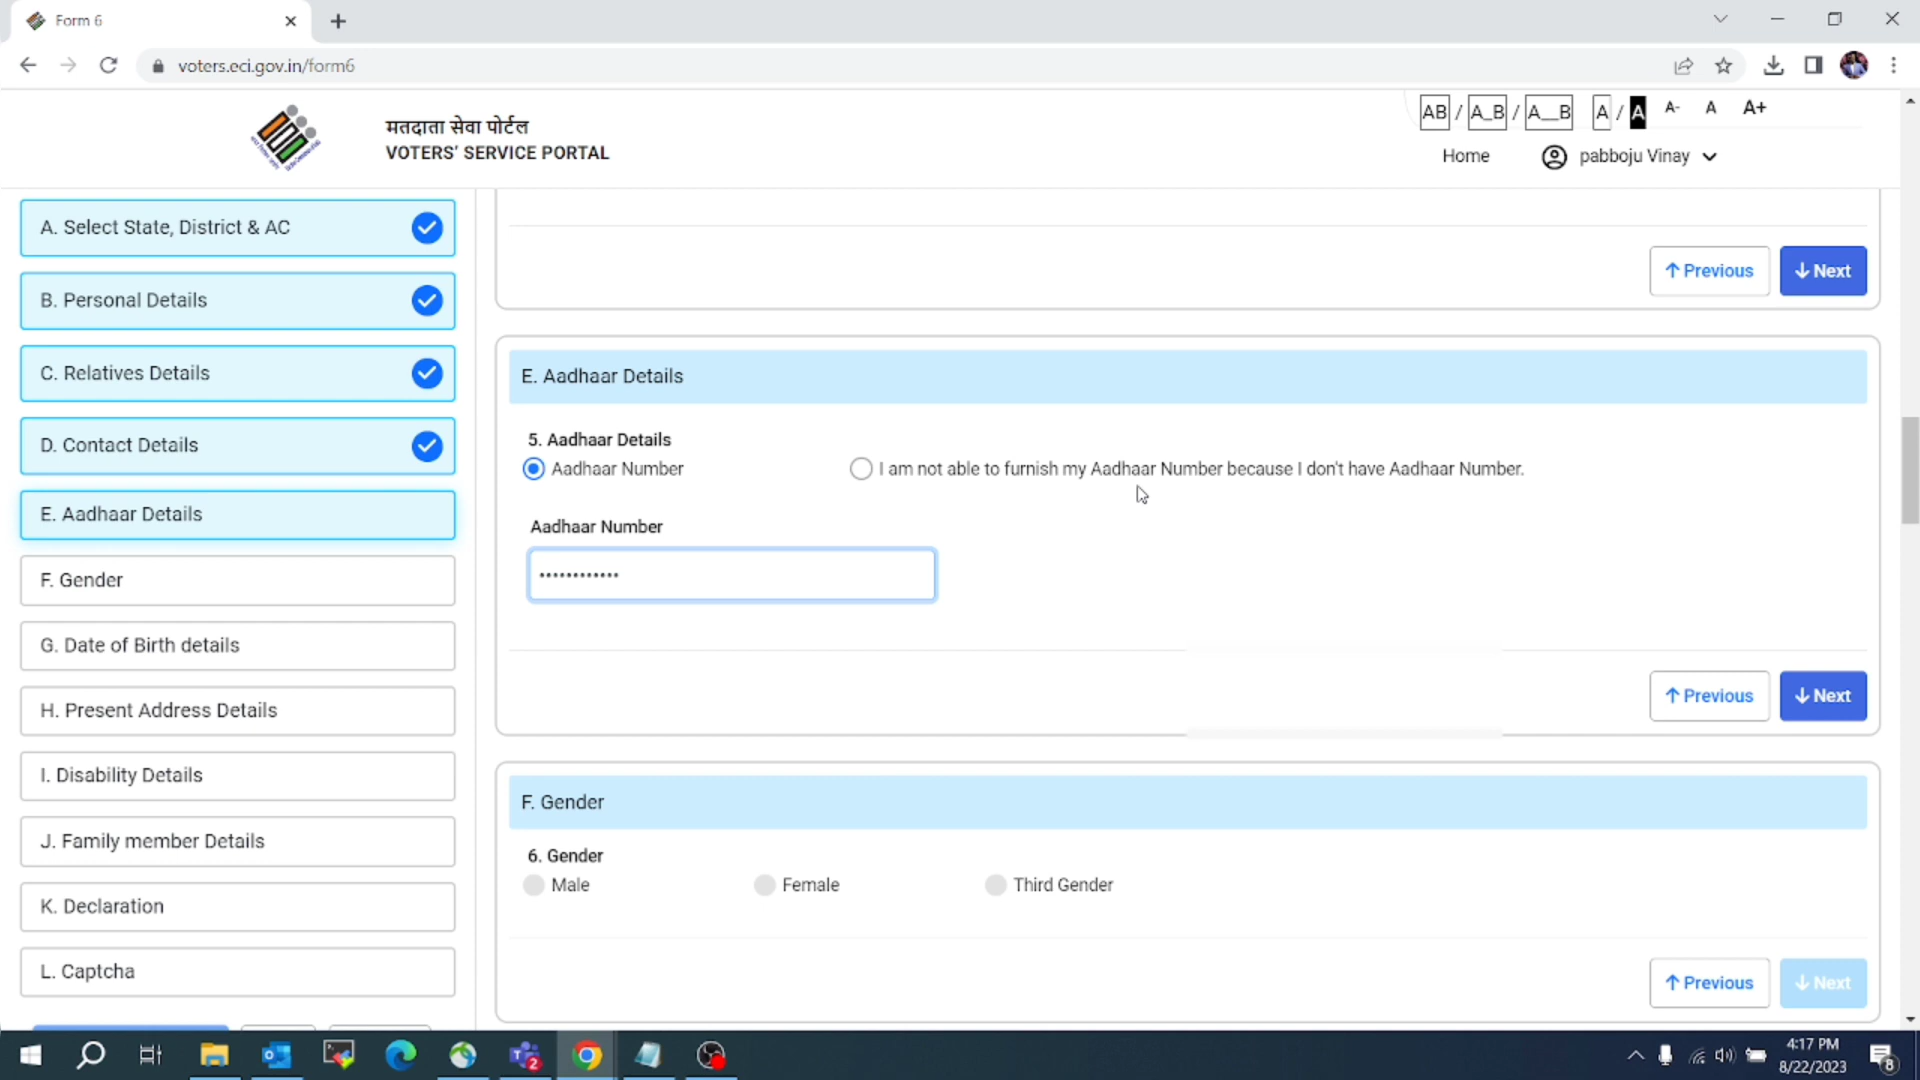 Form 6
voters.eci.gov.in/form6
मतदाता सेवा पोर्टल
VOTERS' SERVICE PORTAL
AB / A_B / A__B A / A A- A A+
Home pabboju Vinay
A. Select State, District & AC
B. Personal Details
C. Relatives Details
D. Contact Details
E. Aadhaar Details
F. Gender
G. Date of Birth details
H. Present Address Details
I. Disability Details
J. Family member Details
K. Declaration
L. Captcha
↑ Previous ↓ Next
E. Aadhaar Details
5. Aadhaar Details
Aadhaar Number I am not able to furnish my Aadhaar Number because I don't have Aadhaar Number.
Aadhaar Number
••••••••••••
↑ Previous ↓ Next
F. Gender
6. Gender
Male Female Third Gender
↑ Previous ↓ Next
2
4:17 PM
8/22/2023
8